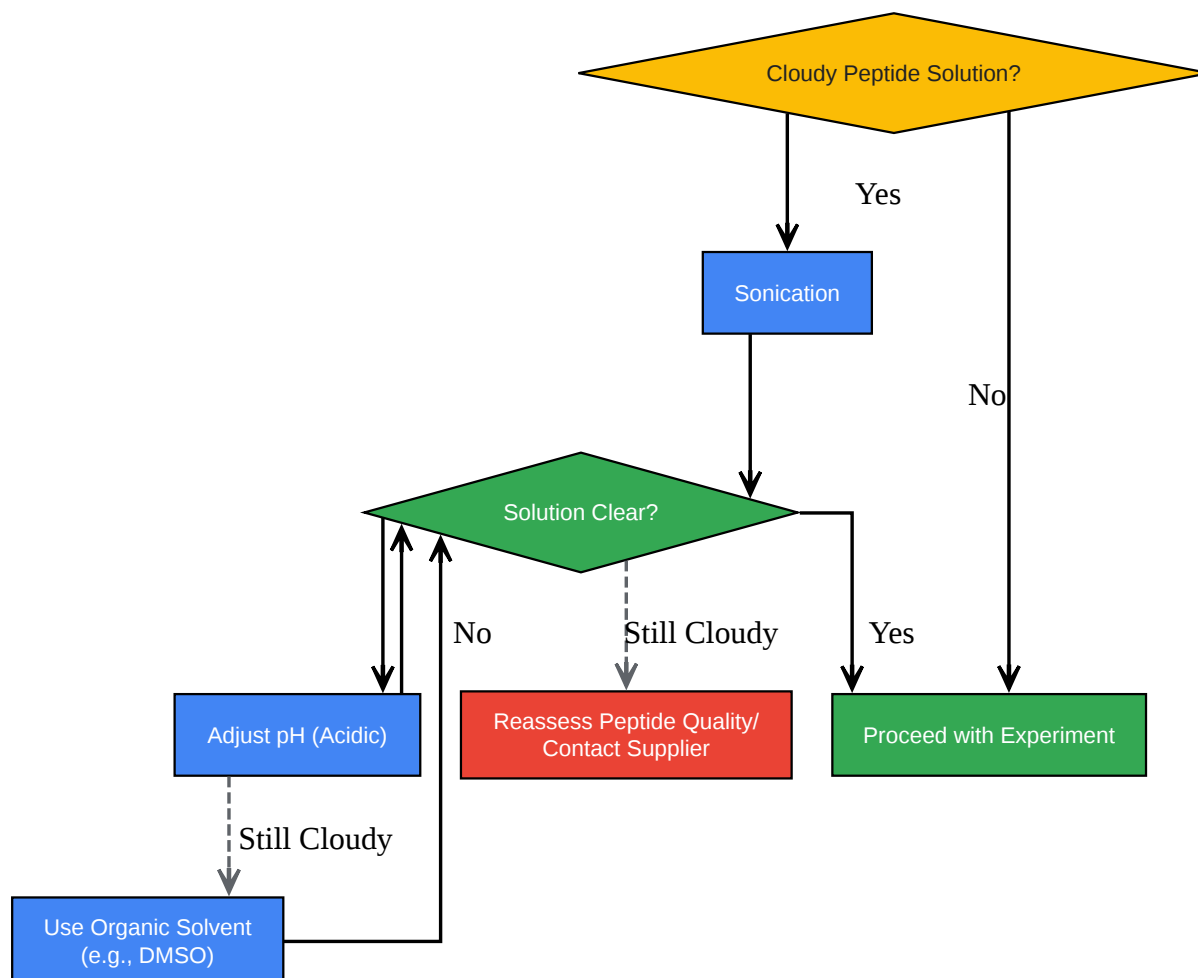 Cloudy Peptide Solution?
Yes
Sonication
No
Solution Clear?
No
Still Cloudy
Yes
Adjust pH (Acidic)
Reassess Peptide Quality/
Contact Supplier
Proceed with Experiment
Still Cloudy
Use Organic Solvent
(e.g., DMSO)